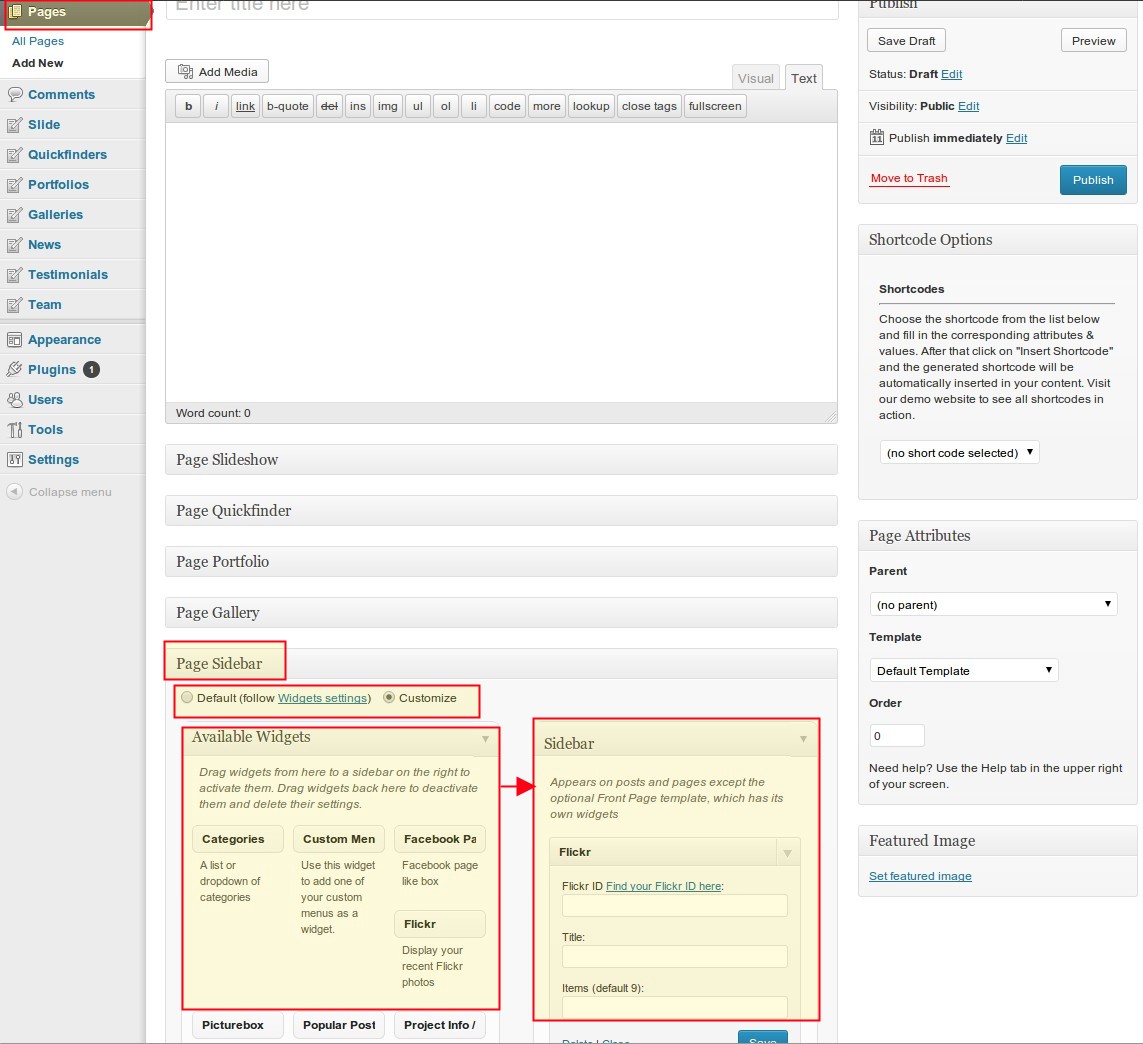 Pages
All Pages
Add New
Comments
Slide
Quickfinders
Portfolios
Galleries
News
Testimonials
Team
Appearance
Plugins 1
Users
Tools
Settings
Collapse menu
Enter title here
Add Media
Visual Text
b i link b-quote del ins img ul ol li code more lookup close tags fullscreen
Word count: 0
Page Slideshow
Page Quickfinder
Page Portfolio
Page Gallery
Page Sidebar
Default (follow Widgets settings) Customize
Available Widgets
Drag widgets from here to a sidebar on the right to
activate them. Drag widgets back here to deactivate
them and delete their settings.
Categories
A list or
dropdown of
categories
Custom Men
Use this widget
to add one of
your custom
menus as a
widget.
Facebook Pa
Facebook page
like box
Flickr
Display your
recent Flickr
photos
Picturebox
Popular Post
Project Info /
Sidebar
Appears on posts and pages except the
optional Front Page template, which has its
own widgets
Flickr
Flickr ID Find your Flickr ID here:
Title:
Items (default 9):
Delete | Close
Save
Publish
Save Draft Preview
Status: Draft Edit
Visibility: Public Edit
11 Publish immediately Edit
Move to Trash Publish
Shortcode Options
Shortcodes
Choose the shortcode from the list below
and fill in the corresponding attributes &
values. After that click on "Insert Shortcode"
and the generated shortcode will be
automatically inserted in your content. Visit
our demo website to see all shortcodes in
action.
(no short code selected)
Page Attributes
Parent
(no parent)
Template
Default Template
Order
0
Need help? Use the Help tab in the upper right
of your screen.
Featured Image
Set featured image